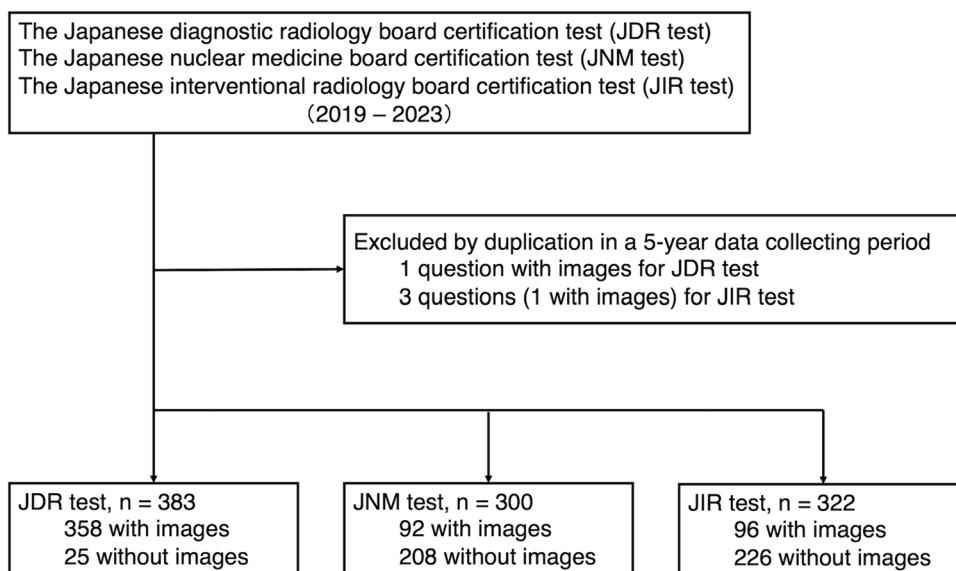 The Japanese diagnostic radiology board certification test (JDR test)
The Japanese nuclear medicine board certification test (JNM test)
The Japanese interventional radiology board certification test (JIR test)
（2019 – 2023）
Excluded by duplication in a 5-year data collecting period
1 question with images for JDR test
3 questions (1 with images) for JIR test
JDR test, n = 383
358 with images
25 without images
JNM test, n = 300
92 with images
208 without images
JIR test, n = 322
96 with images
226 without images